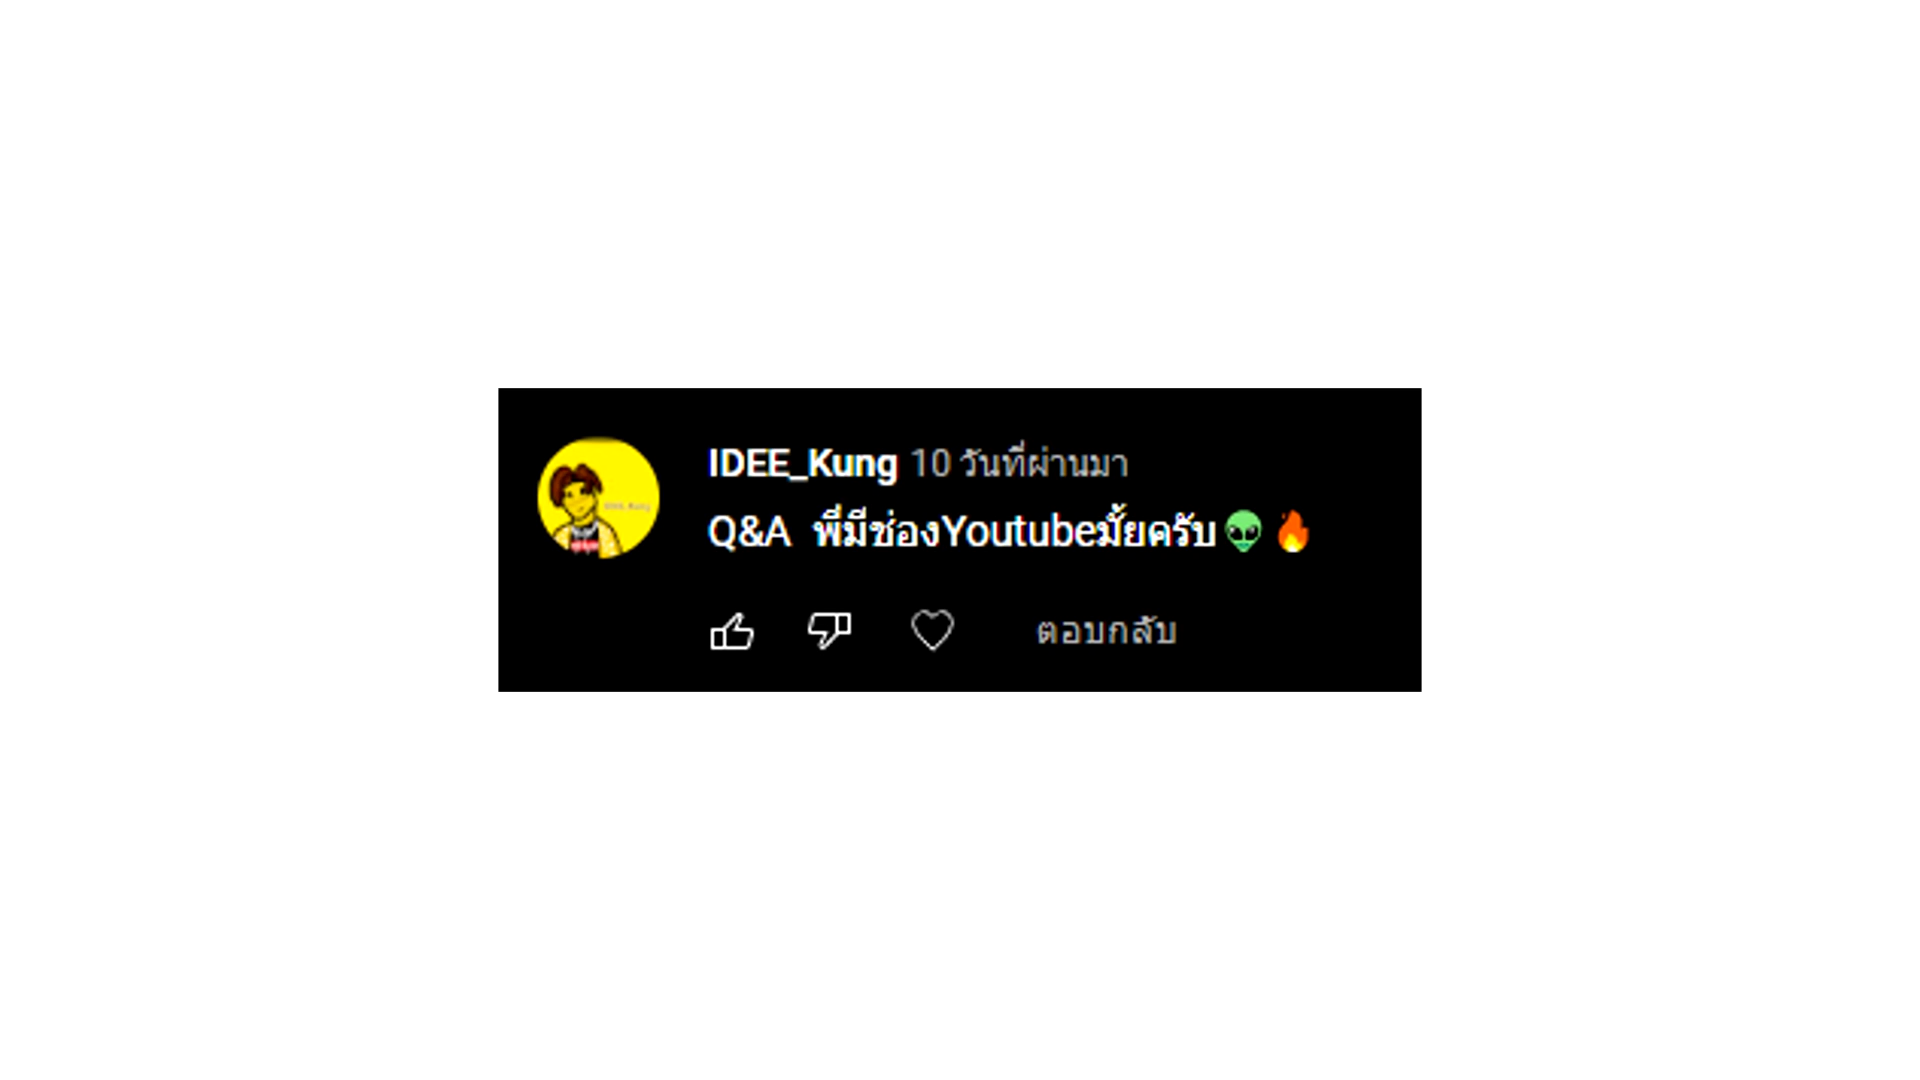 IDEE_Kung 10 วันที่ผ่านมา
Q&A พี่มีช่องYoutubeมั้ยครับ👽🔥
ตอบกลับ